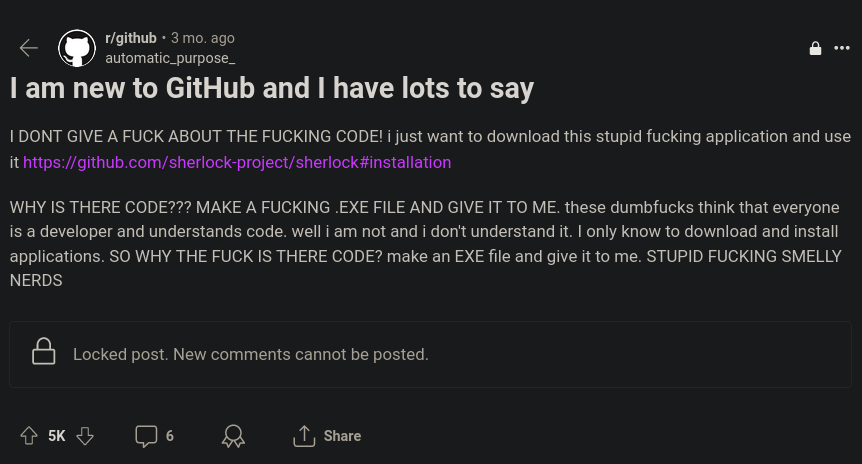 r/github • 3 mo. ago
automatic_purpose_
I am new to GitHub and I have lots to say
I DONT GIVE A FUCK ABOUT THE FUCKING CODE! i just want to download this stupid fucking application and use
it https://github.com/sherlock-project/sherlock#installation
WHY IS THERE CODE??? MAKE A FUCKING .EXE FILE AND GIVE IT TO ME. these dumbfucks think that everyone
is a developer and understands code. well i am not and i don't understand it. I only know to download and install
applications. SO WHY THE FUCK IS THERE CODE? make an EXE file and give it to me. STUPID FUCKING SMELLY
NERDS
Locked post. New comments cannot be posted.
5K 6 Share